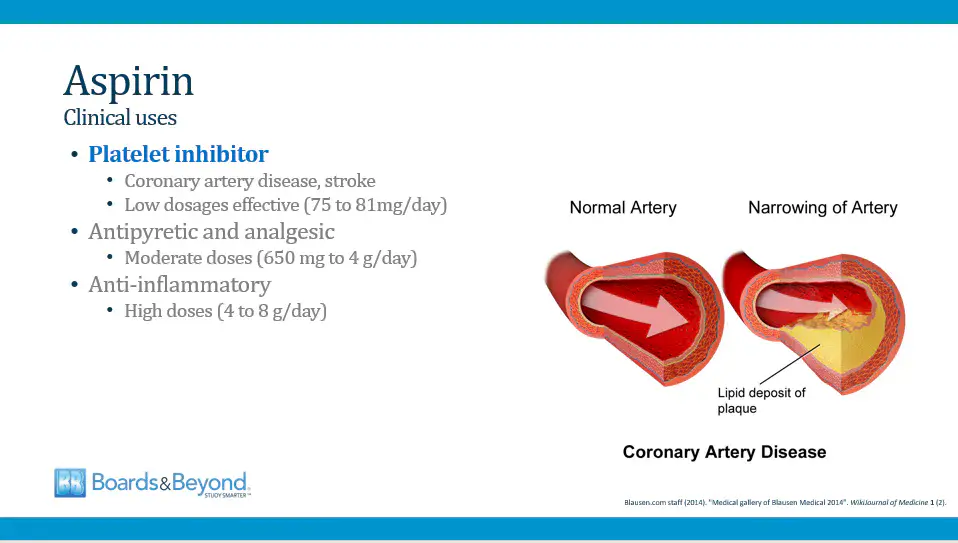 Aspirin
Clinical uses
• Platelet inhibitor
• Coronary artery disease, stroke
• Low dosages effective (75 to 81mg/day)
• Antipyretic and analgesic
• Moderate doses (650 mg to 4 g/day)
• Anti-inflammatory
• High doses (4 to 8 g/day)
Normal Artery
Narrowing of Artery
Lipid deposit of
plaque
Coronary Artery Disease
BB Boards&Beyond
STUDY SMARTER™
Blausen.com staff (2014). "Medical gallery of Blausen Medical 2014". WikiJournal of Medicine 1 (2).